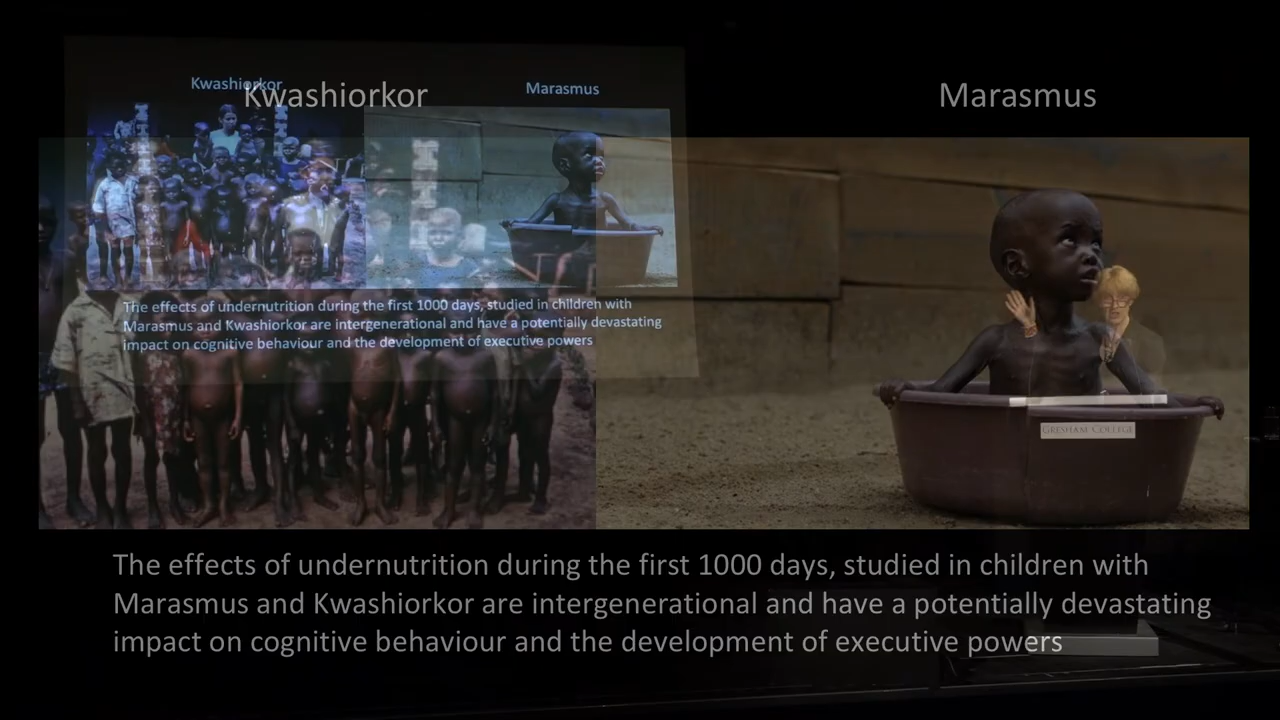 Kwashiorkor
Marasmus
Kwashiorkor
Marasmus
The effects of undernutrition during the first 1000 days, studied in children with
Marasmus and Kwashiorkor are intergenerational and have a potentially devastating
impact on cognitive behaviour and the development of executive powers
GRESHAM COLLEGE
The effects of undernutrition during the first 1000 days, studied in children with
Marasmus and Kwashiorkor are intergenerational and have a potentially devastating
impact on cognitive behaviour and the development of executive powers